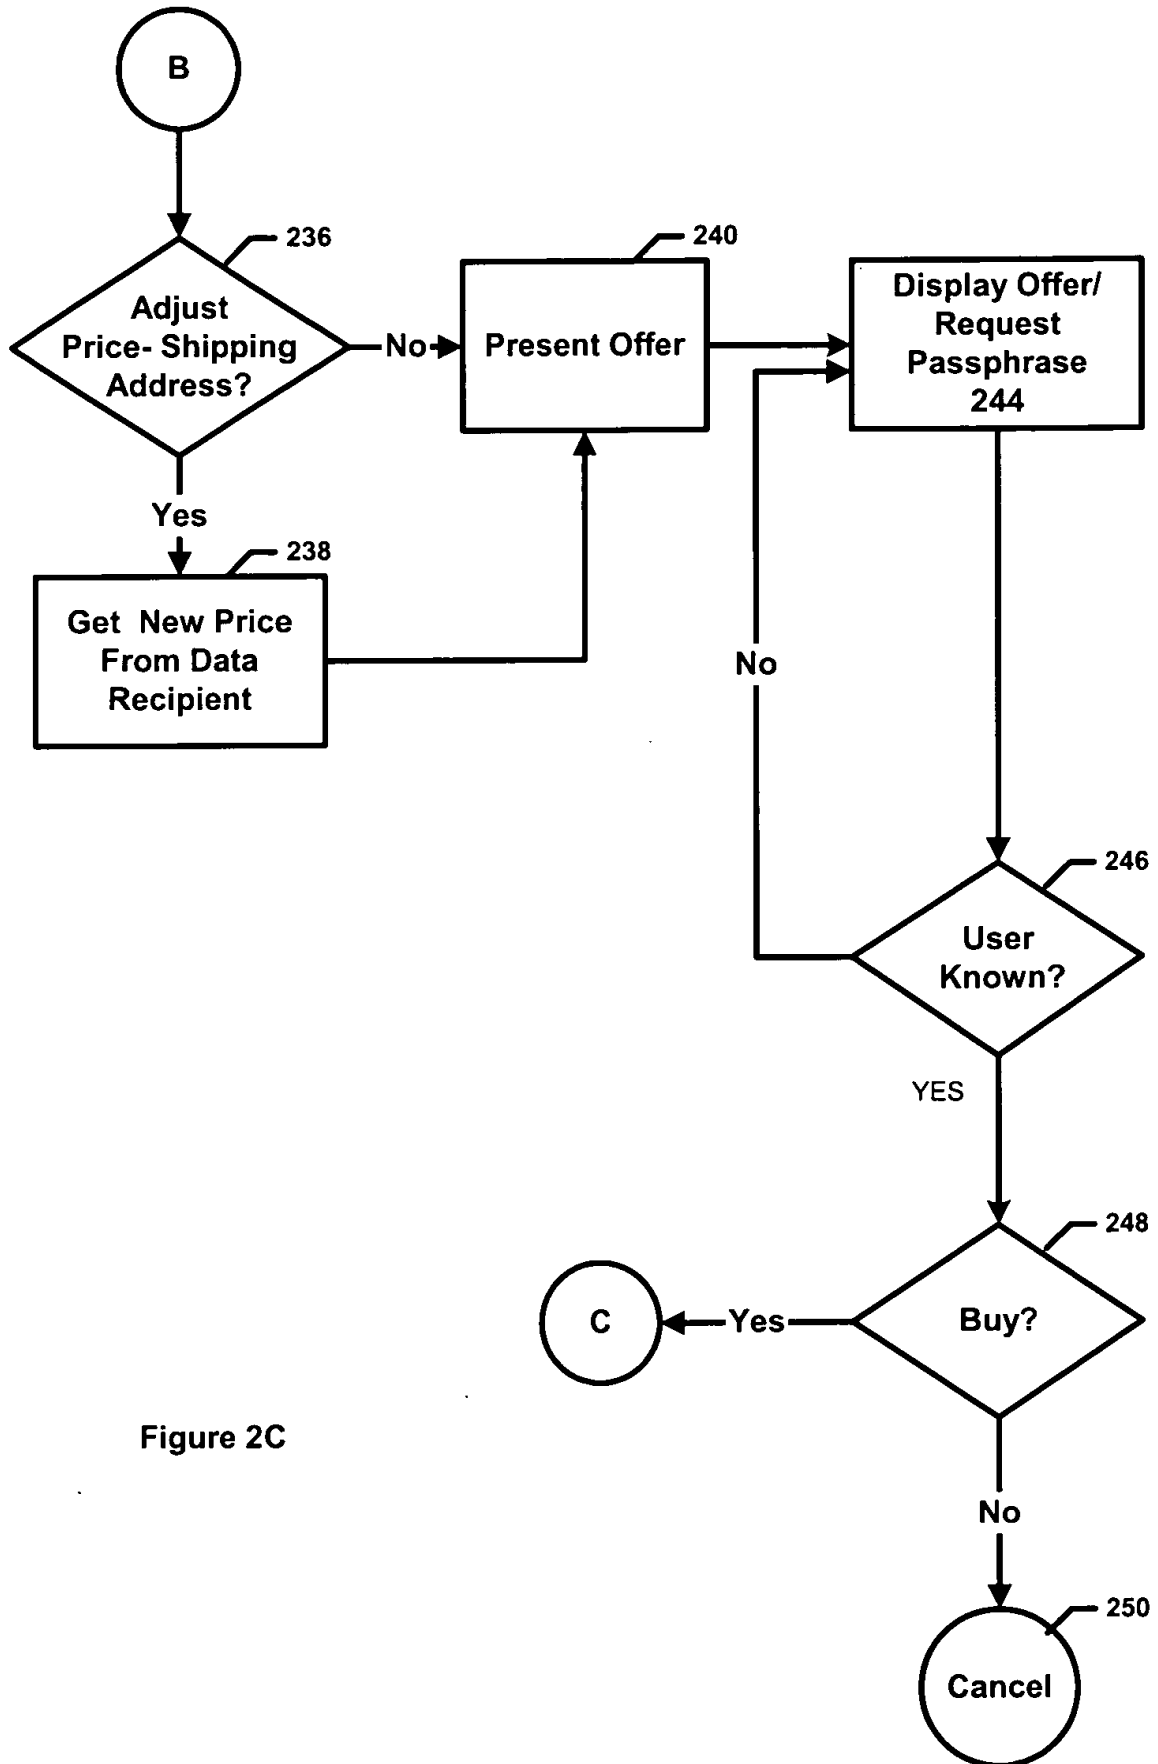 B
236
Adjust
Price- Shipping
Address?
No
240
Present Offer
Display Offer/
Request
Passphrase
244
Yes
238
Get New Price
From Data
Recipient
No
246
User
Known?
YES
248
Buy?
Yes
C
Figure 2C
No
250
Cancel